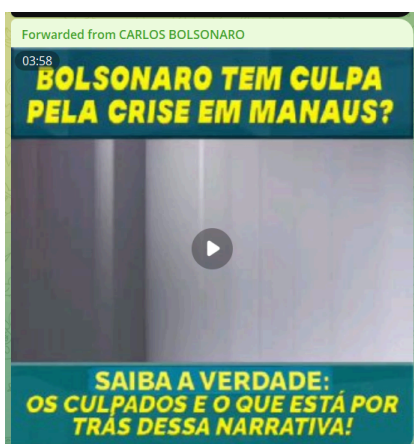 Forwarded from CARLOS BOLSONARO
03:58
BOLSONARO TEM CULPA
PELA CRISE EM MANAUS?
SAIBA A VERDADE:
OS CULPADOS E O QUE ESTÁ POR
TRÁS DESSA NARRATIVA!